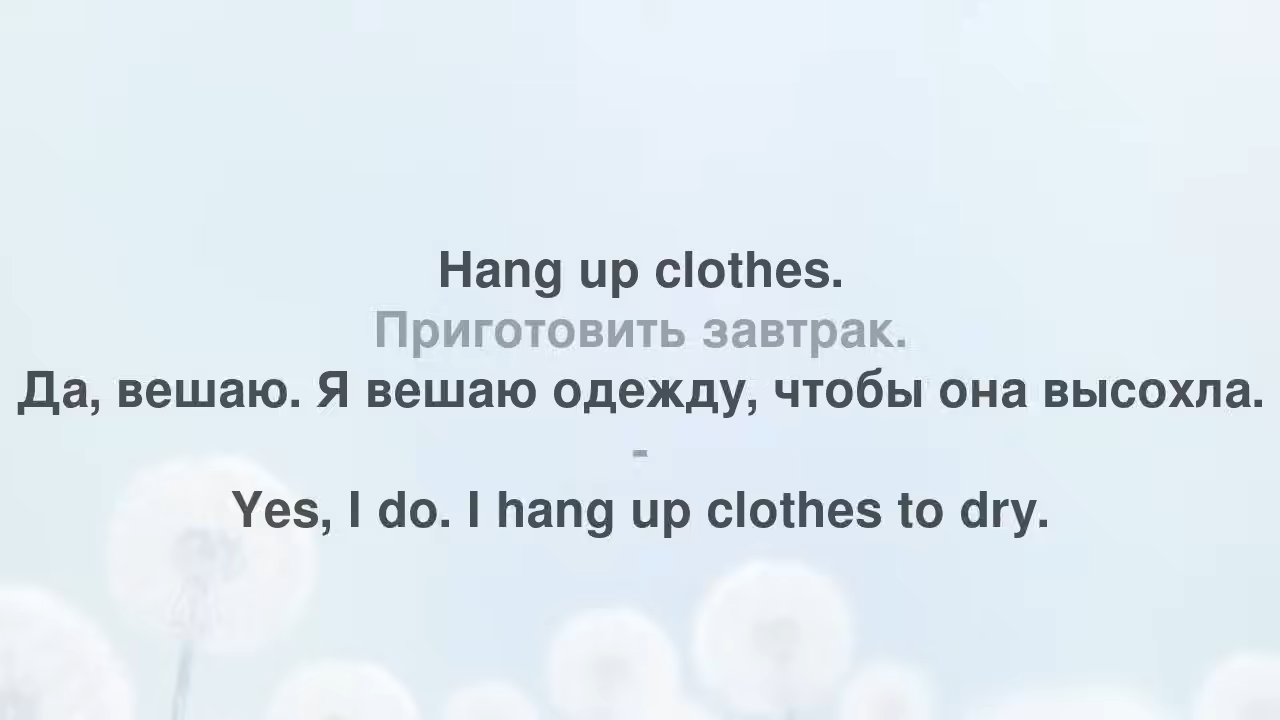 Hang up clothes.
Приготовить завтрак.
Да, вешаю. Я вешаю одежду, чтобы она высохла.
-
Yes, I do. I hang up clothes to dry.